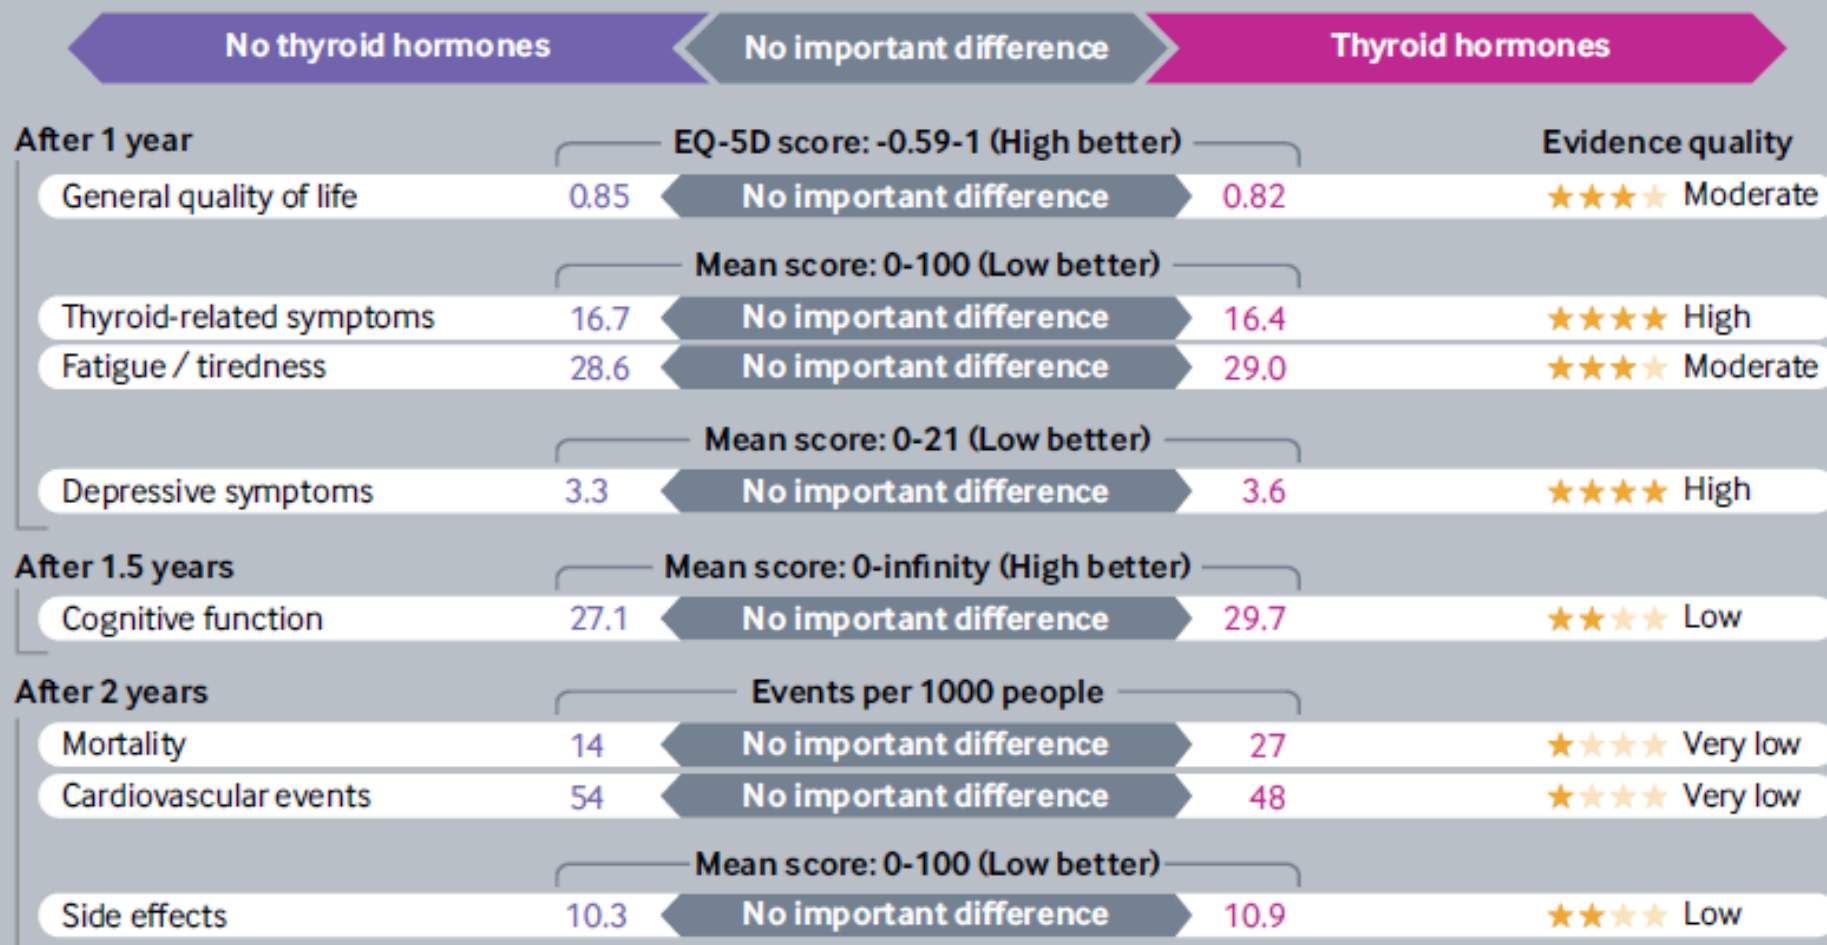 No thyroid hormones No important difference Thyroid hormones
After 1 year EQ-5D score: -0.59-1 (High better) Evidence quality
General quality of life 0.85 No important difference 0.82 Moderate
Mean score: 0-100 (Low better)
Thyroid-related symptoms 16.7 No important difference 16.4 High
Fatigue / tiredness 28.6 No important difference 29.0 Moderate
Mean score: 0-21 (Low better)
Depressive symptoms 3.3 No important difference 3.6 High
After 1.5 years Mean score: 0-infinity (High better)
Cognitive function 27.1 No important difference 29.7 Low
After 2 years Events per 1000 people
Mortality 14 No important difference 27 Very low
Cardiovascular events 54 No important difference 48 Very low
Mean score: 0-100 (Low better)
Side effects 10.3 No important difference 10.9 Low